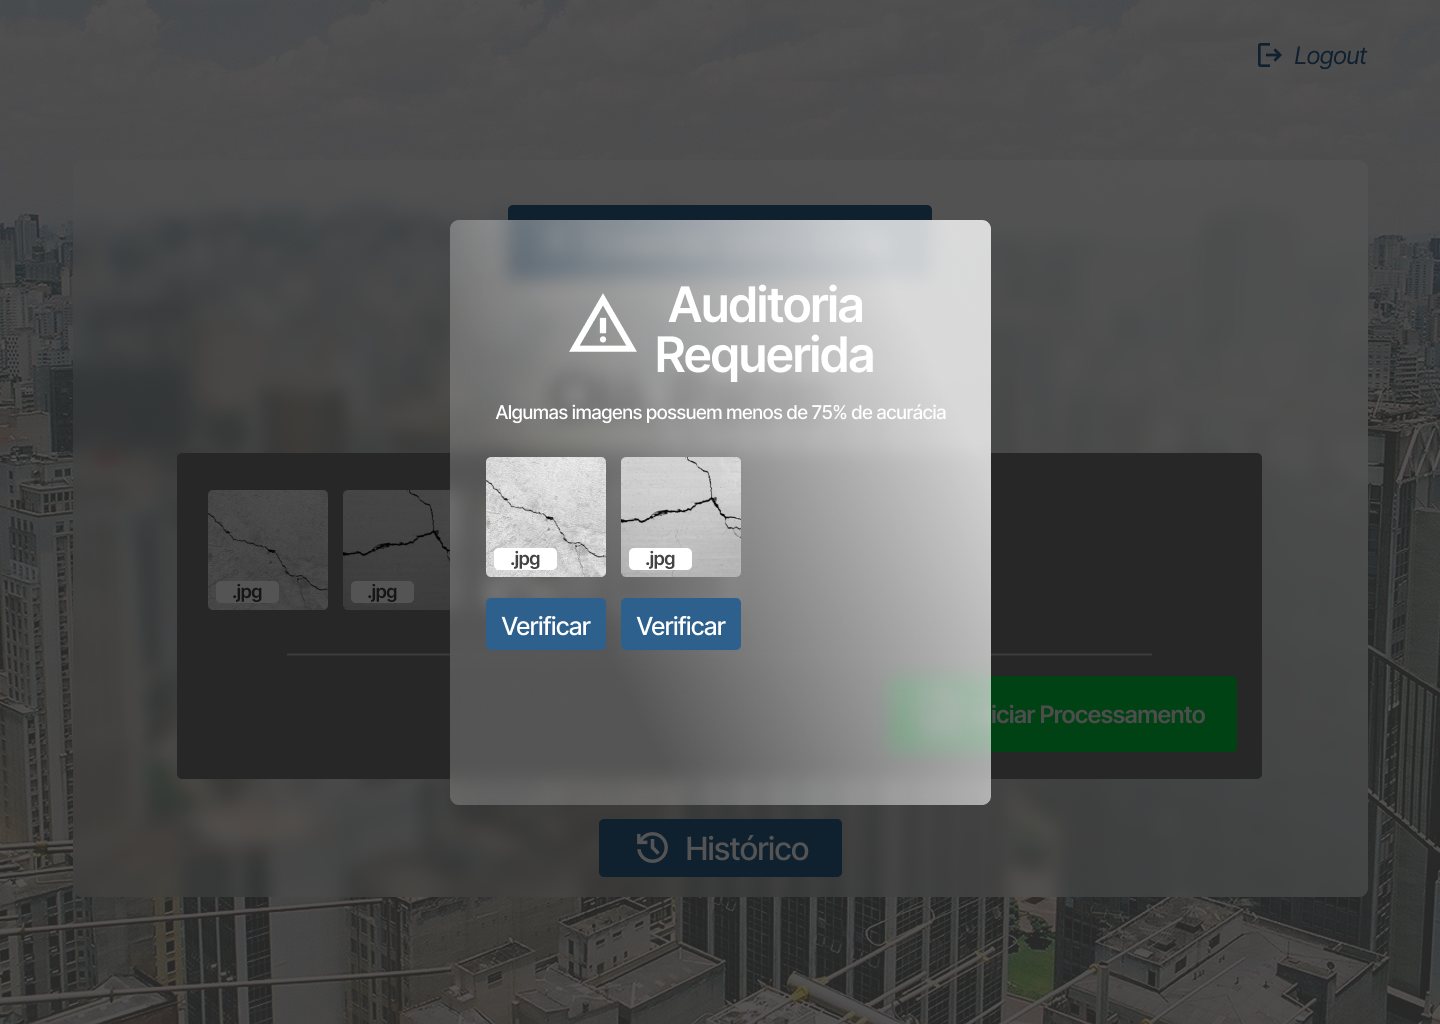 Logout
Auditoria
Requerida
Algumas imagens possuem menos de 75% de acurácia
.jpg
.jpg
.jpg
.jpg
Verificar
Verificar
Processamento
Histórico